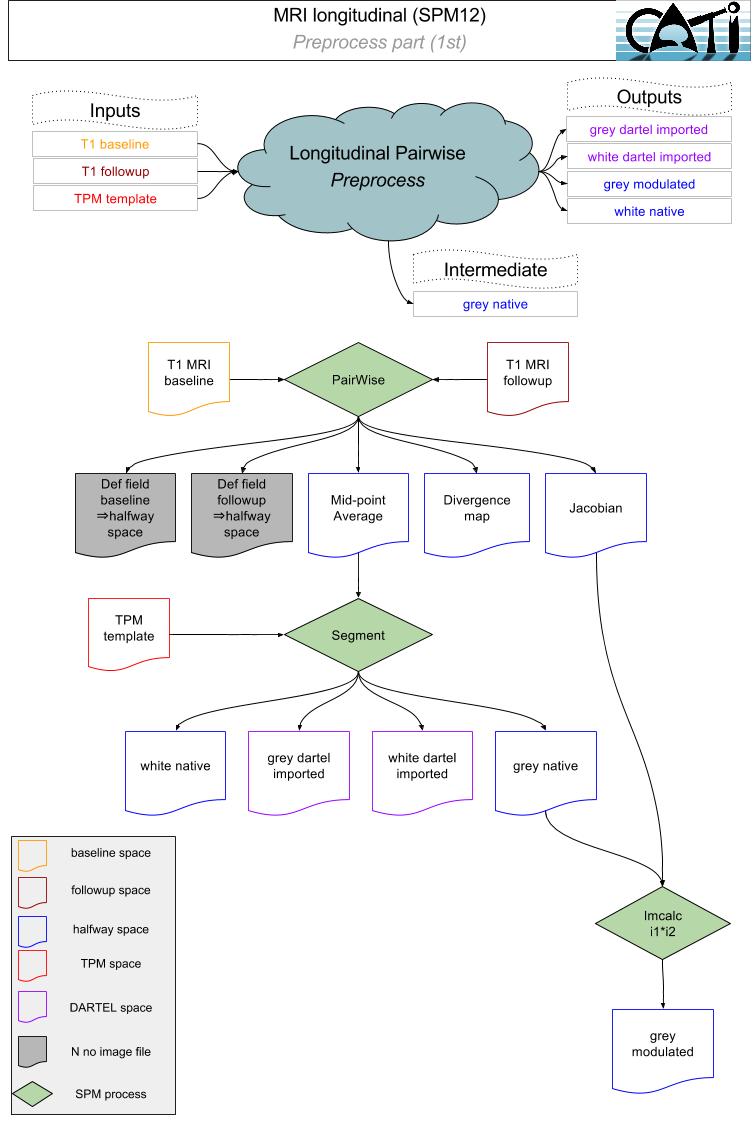 MRI longitudinal (SPM12)
Preprocess part (1st)
CATI
Inputs
T1 baseline
T1 followup
TPM template
Longitudinal Pairwise
Preprocess
Outputs
grey dartel imported
white dartel imported
grey modulated
white native
Intermediate
grey native
T1 MRI
baseline
PairWise
T1 MRI
followup
Def field
baseline
⇒halfway
space
Def field
followup
⇒halfway
space
Mid-point
Average
Divergence
map
Jacobian
TPM
template
Segment
white native
grey dartel
imported
white dartel
imported
grey native
baseline space
followup space
halfway space
TPM space
DARTEL space
N no image file
SPM process
Imcalc
i1*i2
grey
modulated